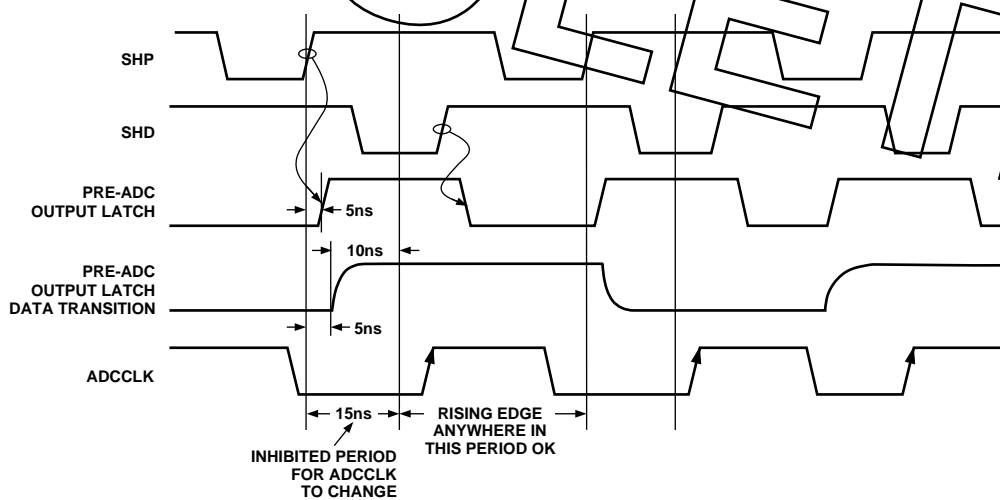 SHP
SHD
PRE-ADC
OUTPUT LATCH
5ns
10ns
PRE-ADC
OUTPUT LATCH
DATA TRANSITION
5ns
ADCCLK
15ns
RISING EDGE
ANYWHERE IN
THIS PERIOD OK
INHIBITED PERIOD
FOR ADCCLK
TO CHANGE